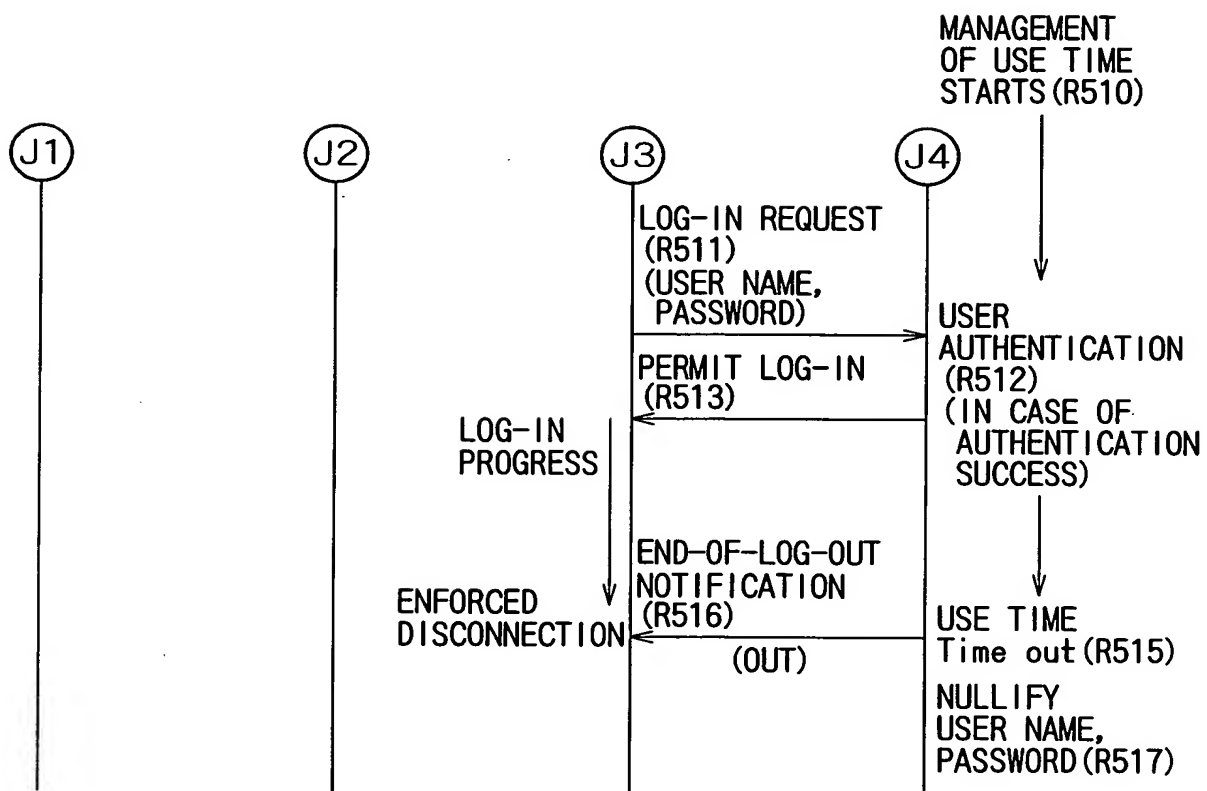 MANAGEMENT
OF USE TIME
STARTS(R510)
J1
J2
J3
J4
LOG-IN REQUEST
(R511)
(USER NAME,
PASSWORD)
USER
AUTHENTICATION
(R512)
(IN CASE OF
AUTHENTICATION
SUCCESS)
PERMIT LOG-IN
(R513)
LOG-IN
PROGRESS
END-OF-LOG-OUT
NOTIFICATION
(R516)
ENFORCED
DISCONNECTION
(OUT)
USE TIME
Time out(R515)
NULLIFY
USER NAME,
PASSWORD(R517)